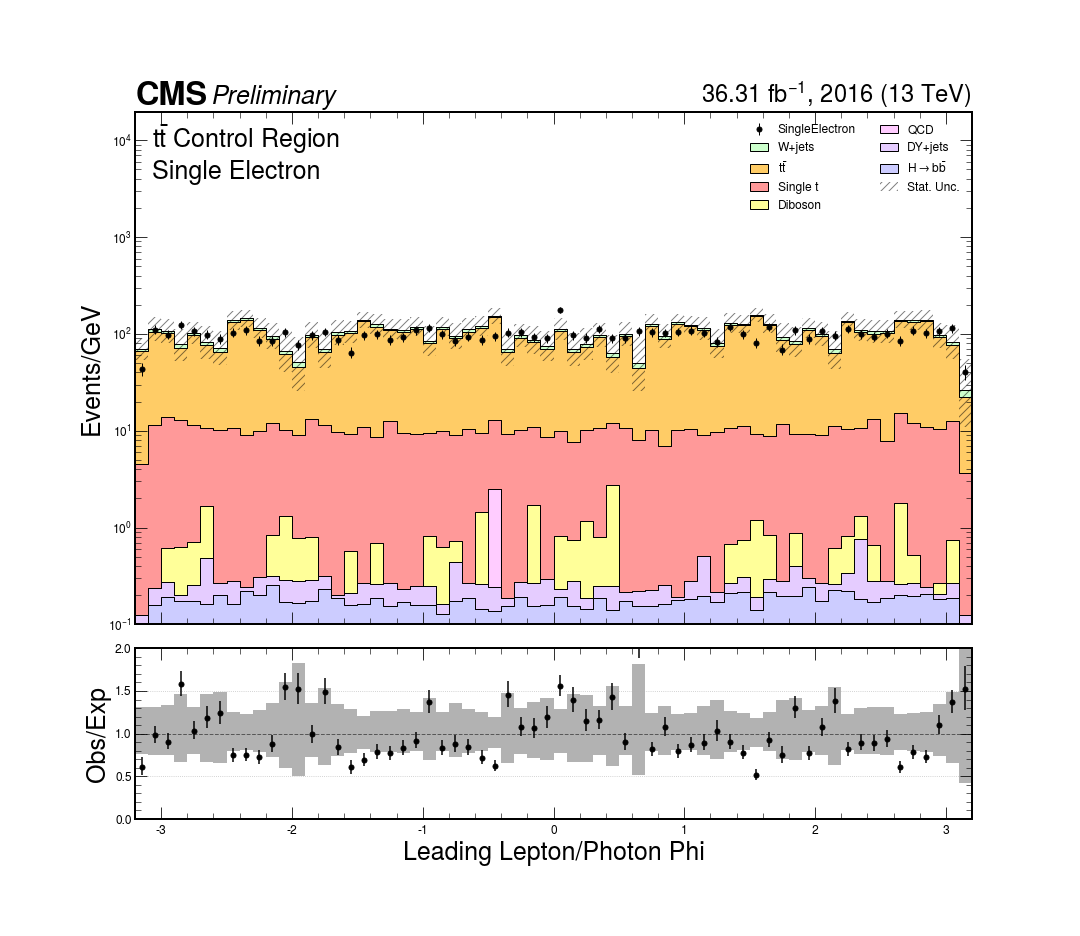 CMS Preliminary
36.31 fb⁻¹, 2016 (13 TeV)
tt̄ Control Region
Single Electron
SingleElectron
W+jets
tt̄
Single t
Diboson
QCD
DY+jets
H→bb̄
Stat. Unc.
Events/GeV
10⁴
10³
10²
10¹
10⁰
10⁻¹
Obs/Exp
2.0
1.5
1.0
0.5
0.0
-3 -2 -1 0 1 2 3
Leading Lepton/Photon Phi